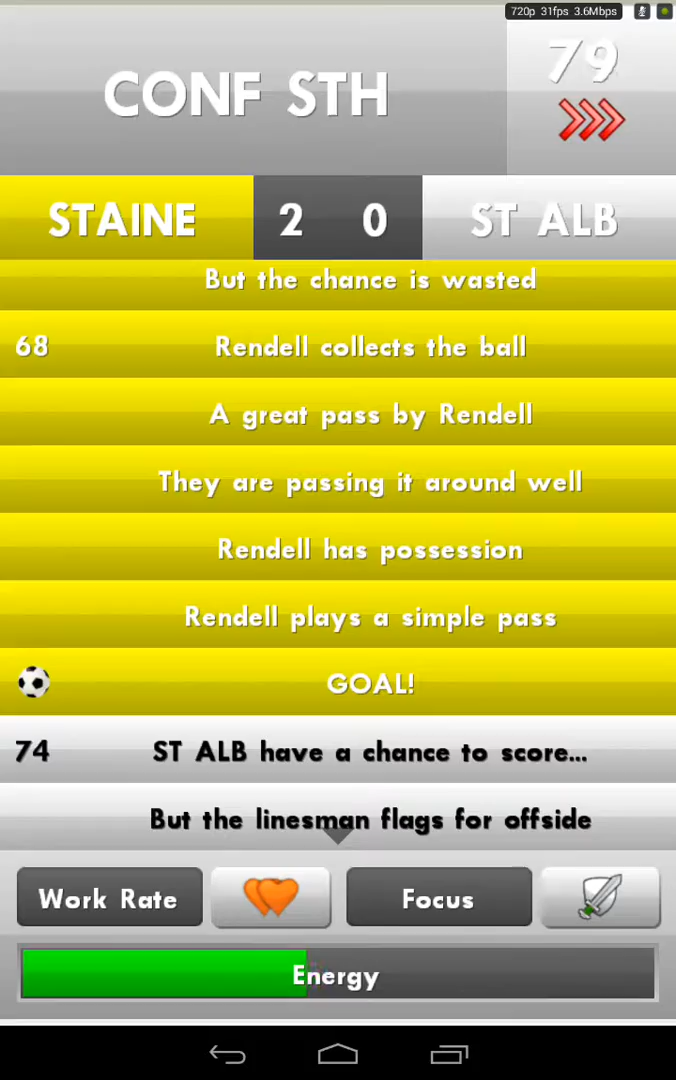 720p 31fps 3.6Mbps
CONF STH
79
STAINE 2 0 ST ALB
But the chance is wasted
68 Rendell collects the ball
A great pass by Rendell
They are passing it around well
Rendell has possession
Rendell plays a simple pass
GOAL!
74 ST ALB have a chance to score...
But the linesman flags for offside
Work Rate
Focus
Energy